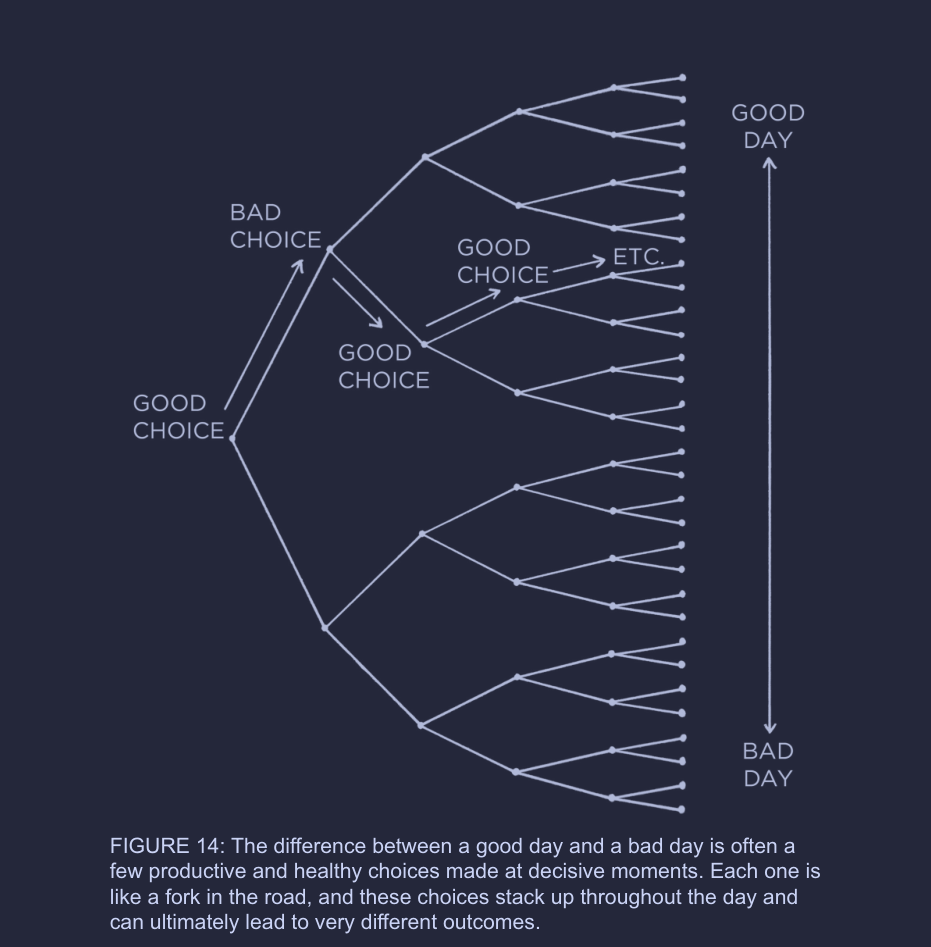 GOOD
DAY
BAD
CHOICE
GOOD
CHOICE
ETC.
GOOD
CHOICE
GOOD
CHOICE
BAD
DAY
FIGURE 14: The difference between a good day and a bad day is often a
few productive and healthy choices made at decisive moments. Each one is
like a fork in the road, and these choices stack up throughout the day and
can ultimately lead to very different outcomes.